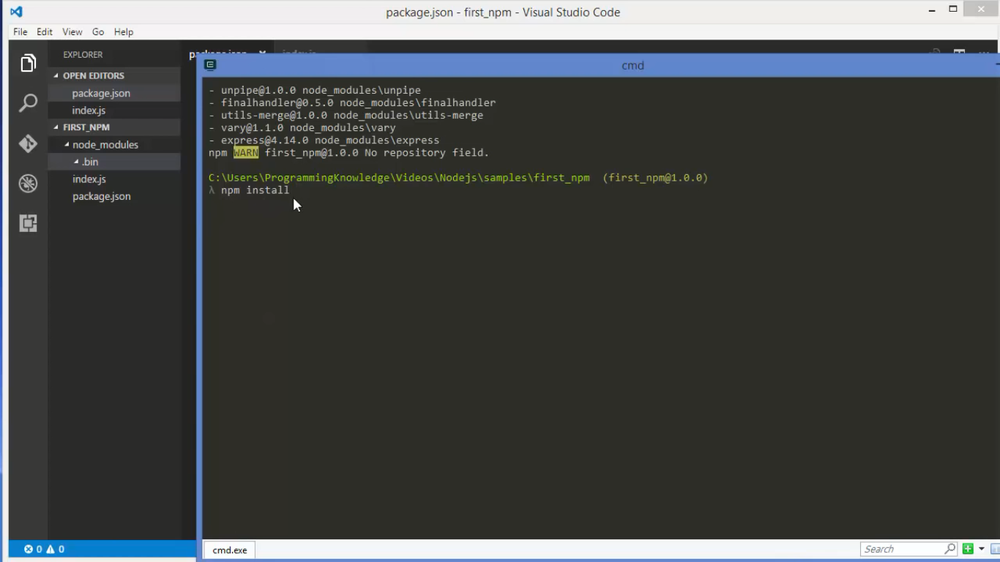 package.json - first_npm - Visual Studio Code
File Edit View Go Help
EXPLORER
OPEN EDITORS
package.json
index.js
FIRST_NPM
node_modules
.bin
index.js
package.json
0 0
package.json index.js
cmd
- unpipe@1.0.0 node_modules\unpipe
- finalhandler@0.5.0 node_modules\finalhandler
- utils-merge@1.0.0 node_modules\utils-merge
- vary@1.1.0 node_modules\vary
- express@4.14.0 node_modules\express
npm WARN first_npm@1.0.0 No repository field.
C:\Users\ProgrammingKnowledge\Videos\Nodejs\samples\first_npm (first_npm@1.0.0)
λ npm install
cmd.exe
Search